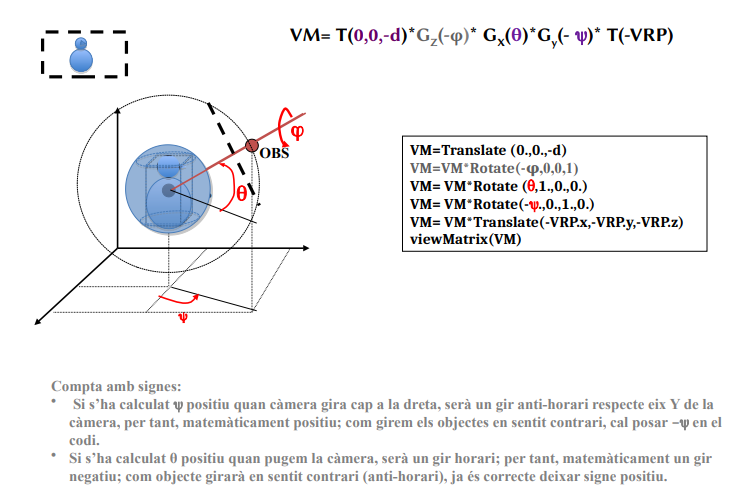 VM= T(0,0,-d)*Gz(-φ)* Gx(θ)*Gy(- ψ)* T(-VRP)
φ
OBS
θ
ψ
VM=Translate (0,,0.,-d)
VM=VM*Rotate(-φ,0,0,1)
VM= VM*Rotate (θ,1.,0.,0.)
VM= VM*Rotate(-ψ.,0.,1.,0.)
VM= VM*Translate(-VRP.x,-VRP.y,-VRP.z)
viewMatrix(VM)
Compta amb signes:
• Si s’ha calculat ψ positiu quan càmera gira cap a la dreta, serà un gir anti-horari respecte eix Y de la
càmera, per tant, matemàticament positiu; com girem els objectes en sentit contrari, cal posar –ψ en el
codi.
• Si s’ha calculat θ positiu quan pugem la càmera, serà un gir horari; per tant, matemàticament un gir
negatiu; com objecte girarà en sentit contrari (anti-horari), ja és correcte deixar signe positiu.